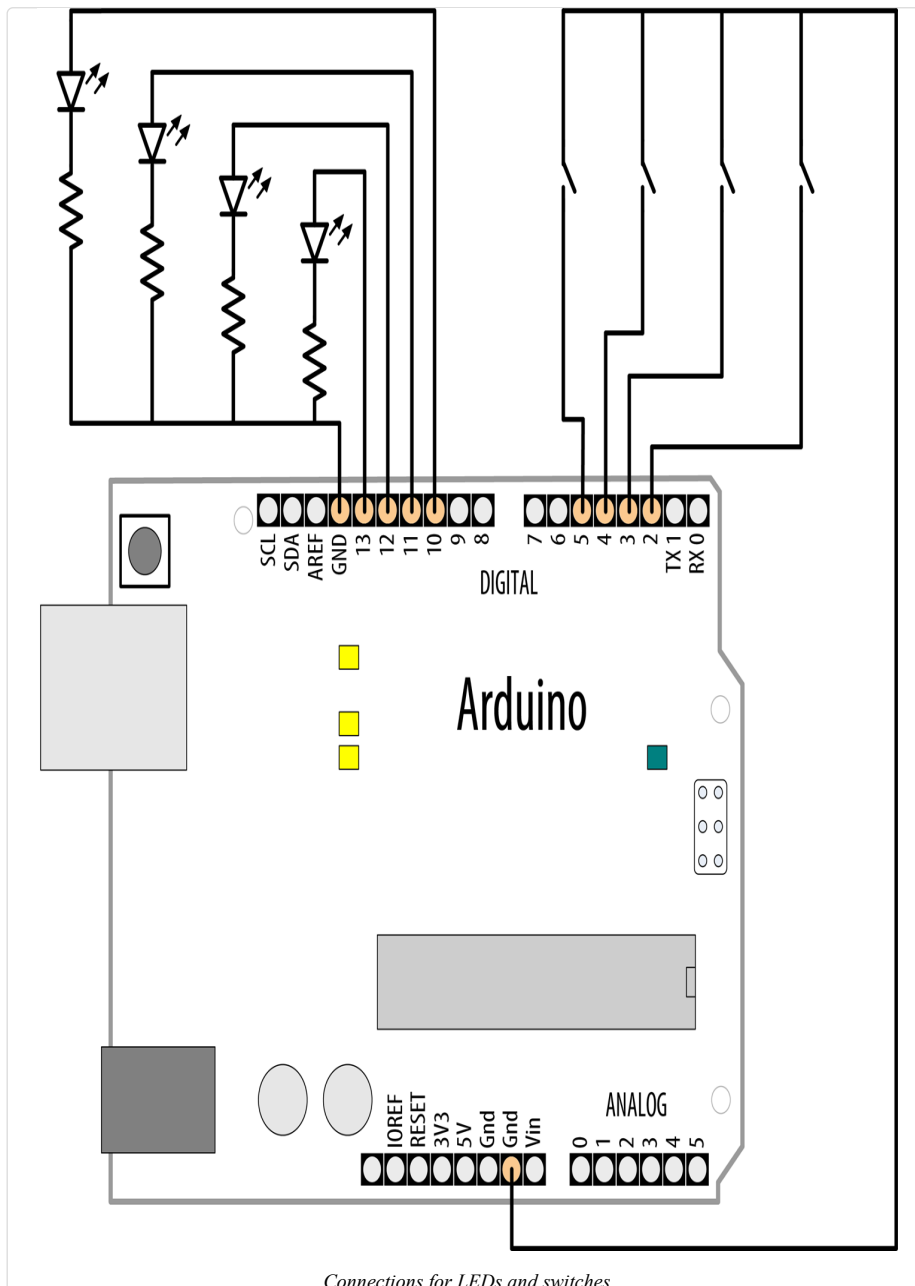 SCL
SDA
AREF
GND
13
12
11
10
9
8
7
6
5
4
3
2
TX 1
RX 0
DIGITAL
Arduino
ANALOG
IOREF
RESET
3V3
5V
Gnd
Gnd
Vin
0
1
2
3
4
5
Connections for LEDs and switches